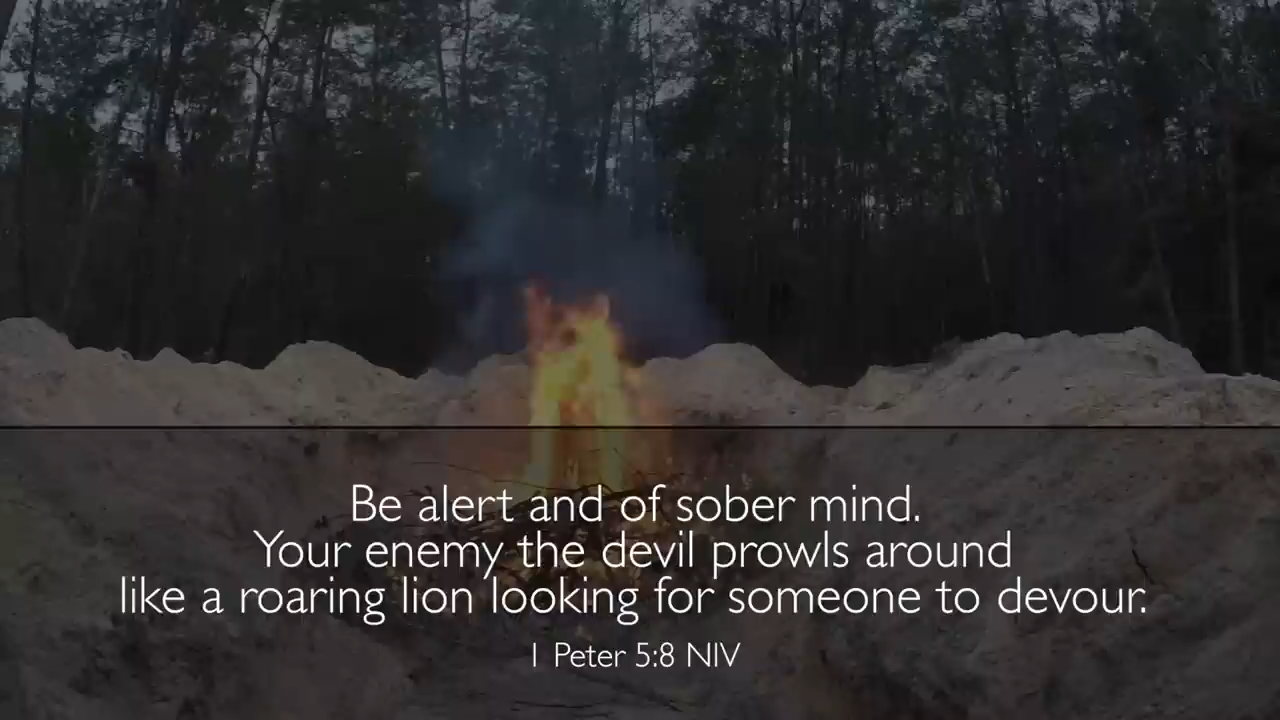 Be alert and of sober mind.
Your enemy the devil prowls around
like a roaring lion looking for someone to devour.
1 Peter 5:8 NIV